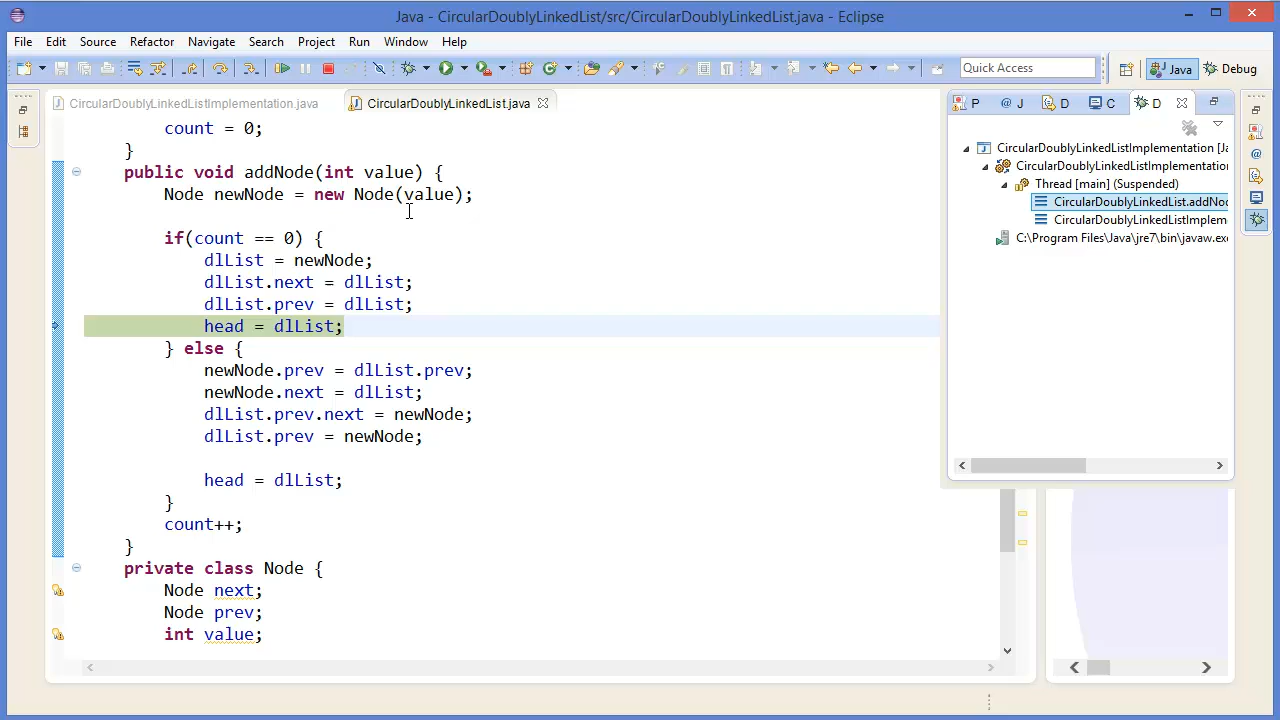 Java - CircularDoublyLinkedList/src/CircularDoublyLinkedList.java - Eclipse
File Edit Source Refactor Navigate Search Project Run Window Help
Quick Access
Java
Debug
CircularDoublyLinkedListImplementation.java
CircularDoublyLinkedList.java
P J D C D
count = 0;
}
public void addNode(int value) {
Node newNode = new Node(value);
if(count == 0) {
dlList = newNode;
dlList.next = dlList;
dlList.prev = dlList;
head = dlList;
} else {
newNode.prev = dlList.prev;
newNode.next = dlList;
dlList.prev.next = newNode;
dlList.prev = newNode;
head = dlList;
}
count++;
}
private class Node {
Node next;
Node prev;
int value;
CircularDoublyLinkedListImplementation [Ja
CircularDoublyLinkedListImplementation
Thread [main] (Suspended)
CircularDoublyLinkedList.addNoc
CircularDoublyLinkedListImplem
C:\Program Files\Java\jre7\bin\javaw.exe